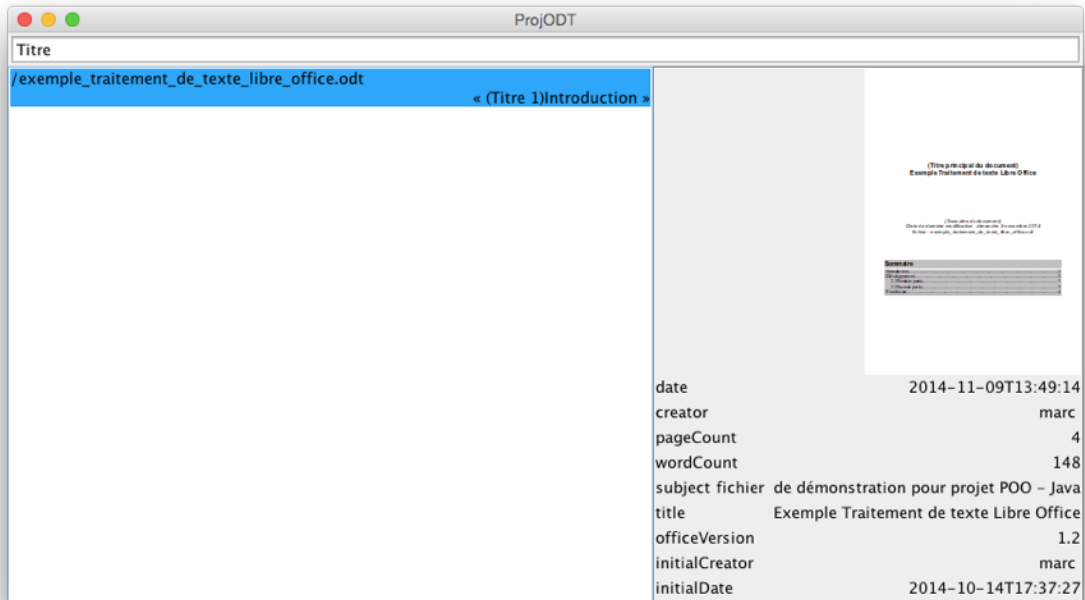 ProjODT
Titre
/exemple_traitement_de_texte_libre_office.odt
« (Titre 1)Introduction »
(Titre principal du document)
Exemple Traitement de texte Libre Office
Sommaire
date 2014-11-09T13:49:14
creator marc
pageCount 4
wordCount 148
subject fichier de démonstration pour projet POO - Java
title Exemple Traitement de texte Libre Office
officeVersion 1.2
initialCreator marc
initialDate 2014-10-14T17:37:27